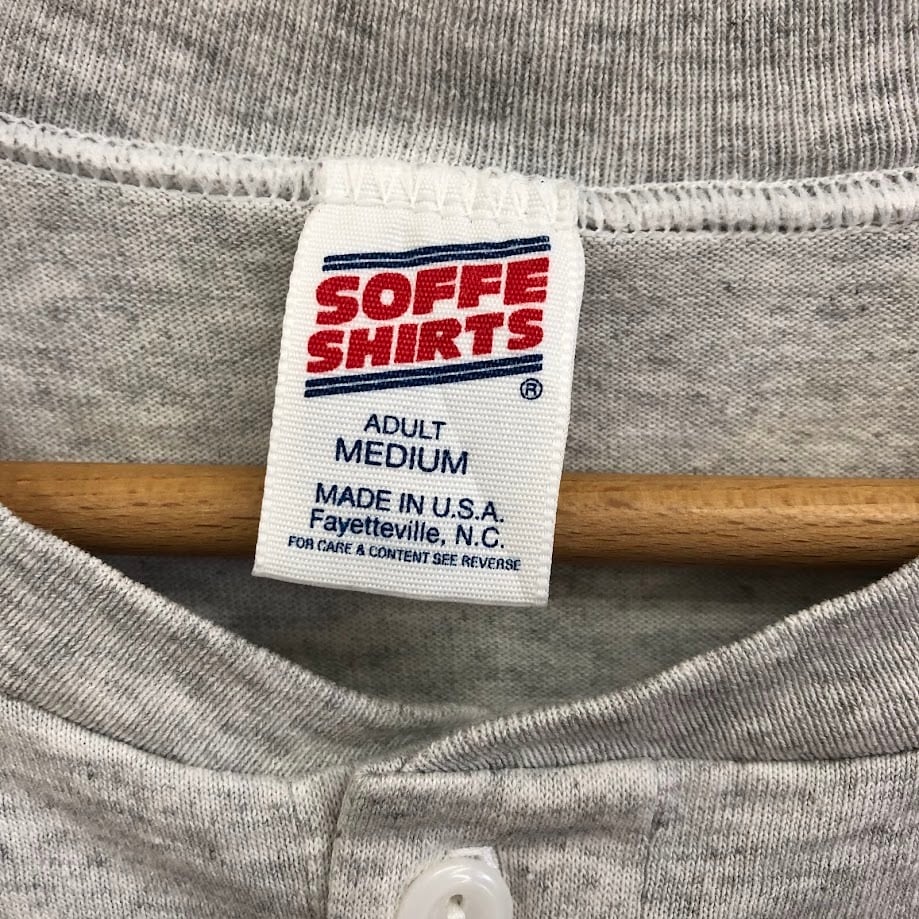 SOFFE
SHIRTS
®
ADULT
MEDIUM
MADE IN U.S.A.
Fayetteville, N.C.
FOR CARE & CONTENT SEE REVERSE